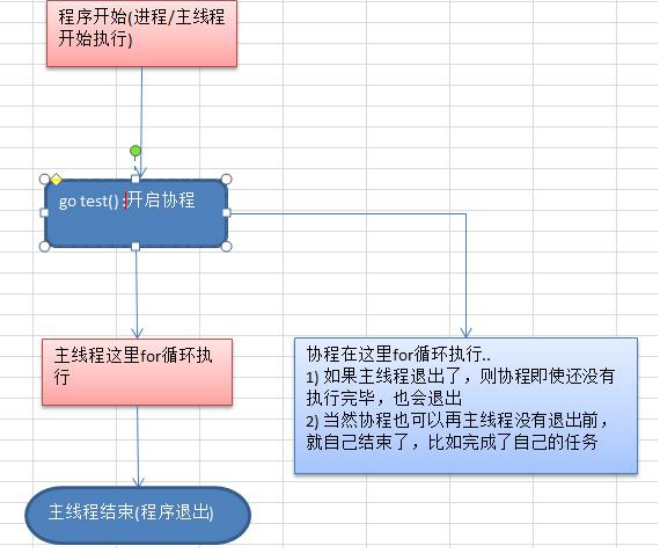 程序开始(进程/主线程
开始执行)
go test() :开启协程
主线程这里for循环执
行
协程在这里for循环执行..
1) 如果主线程退出了，则协程即使还没有
执行完毕，也会退出
2) 当然协程也可以再主线程没有退出前，
就自己结束了，比如完成了自己的任务
主线程结束(程序退出)